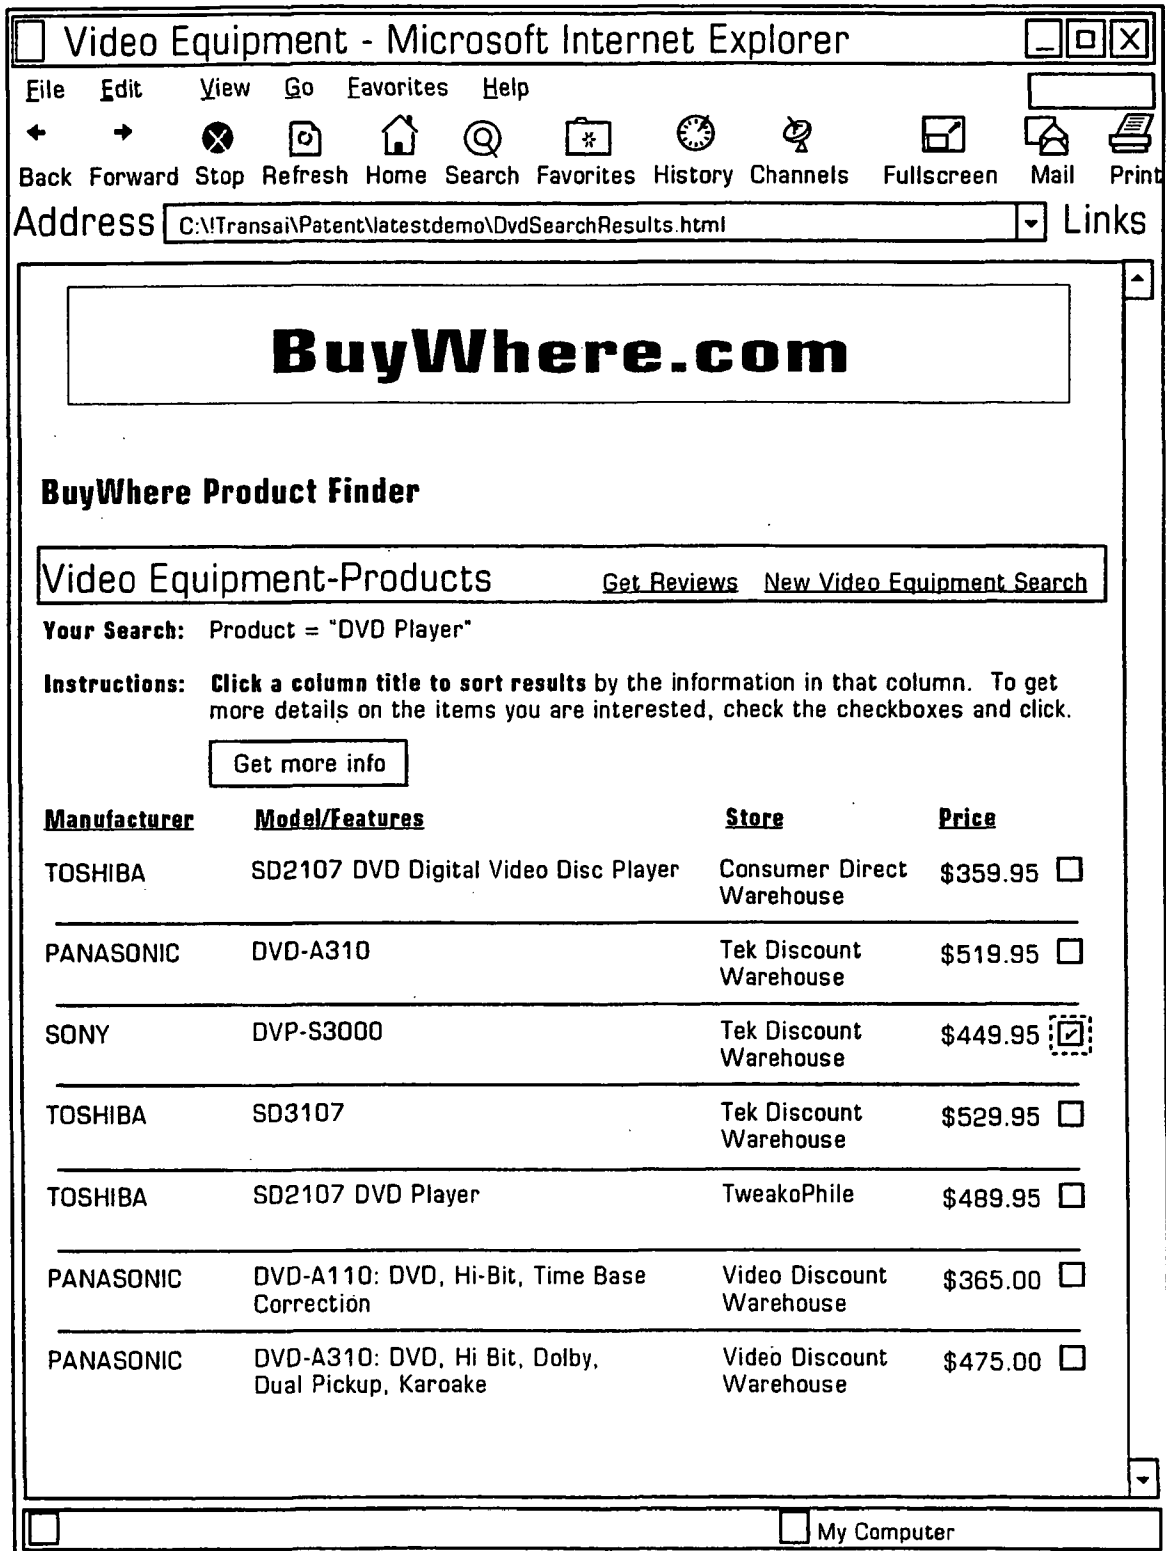 Video Equipment - Microsoft Internet Explorer
File Edit View Go Favorites Help
Back Forward Stop Refresh Home Search Favorites History Channels Fullscreen Mail Print
Address C:\!Transai\Patent\latestdemo\DvdSearchResults.html Links
BuyWhere.com
BuyWhere Product Finder
Video Equipment-Products Get Reviews New Video Equipment Search
Your Search: Product = "DVD Player"
Instructions: Click a column title to sort results by the information in that column. To get
more details on the items you are interested, check the checkboxes and click.
Get more info
Manufacturer Model/Features Store Price
TOSHIBA SD2107 DVD Digital Video Disc Player Consumer Direct $359.95
Warehouse
PANASONIC DVD-A310 Tek Discount $519.95
Warehouse
SONY DVP-S3000 Tek Discount $449.95
Warehouse
TOSHIBA SD3107 Tek Discount $529.95
Warehouse
TOSHIBA SD2107 DVD Player TweakoPhile $489.95
PANASONIC DVD-A110: DVD, Hi-Bit, Time Base Video Discount $365.00
Correction Warehouse
PANASONIC DVD-A310: DVD, Hi Bit, Dolby, Video Discount $475.00
Dual Pickup, Karoake Warehouse
My Computer